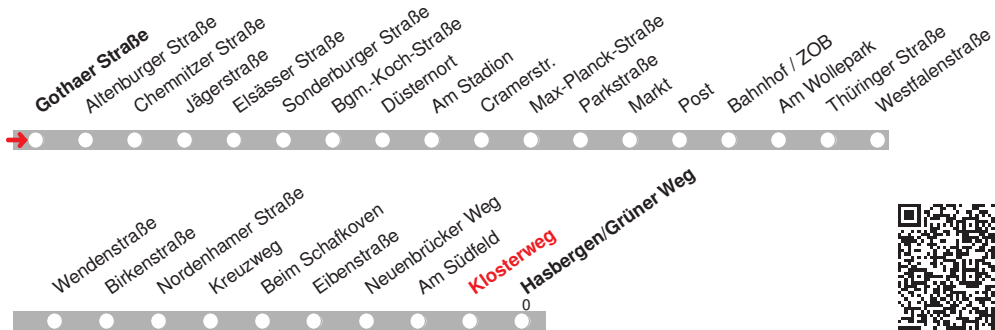 Gothaer Straße
Altenburger Straße
Chemnitzer Straße
Jägerstraße
Elsässer Straße
Sonderburger Straße
Bgm.-Koch-Straße
Düsternort
Am Stadion
Cramerstr.
Max-Planck-Straße
Parkstraße
Markt
Post
Bahnhof / ZOB
Am Wollepark
Thüringer Straße
Westfalenstraße
Wendenstraße
Birkenstraße
Nordenhamer Straße
Kreuzweg
Beim Schafkoven
Eibenstraße
Neuenbrücker Weg
Am Südfeld
Klosterweg
Hasbergen/Grüner Weg
0